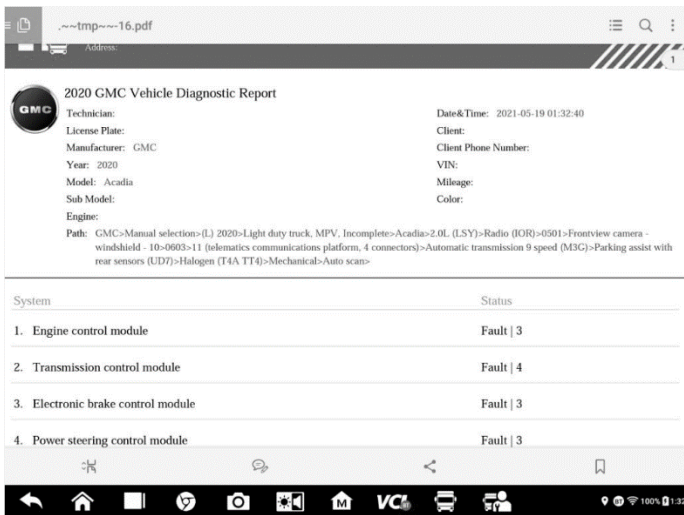 .~~tmp~~-16.pdf
Address:
1
GMC
2020 GMC Vehicle Diagnostic Report
Technician:
Date&Time: 2021-05-19 01:32:40
License Plate:
Client:
Manufacturer: GMC
Client Phone Number:
Year: 2020
VIN:
Model: Acadia
Mileage:
Sub Model:
Color:
Engine:
Path: GMC>Manual selection>(L) 2020>Light duty truck, MPV, Incomplete>Acadia>2.0L (LSY)>Radio (IOR)>0501>Frontview camera -
windshield - 10>0603>11 (telematics communications platform, 4 connectors)>Automatic transmission 9 speed (M3G)>Parking assist with
rear sensors (UD7)>Halogen (T4A TT4)>Mechanical>Auto scan>
System Status
1. Engine control module Fault | 3
2. Transmission control module Fault | 4
3. Electronic brake control module Fault | 3
4. Power steering control module Fault | 3
M VCI BT 100% 1:32